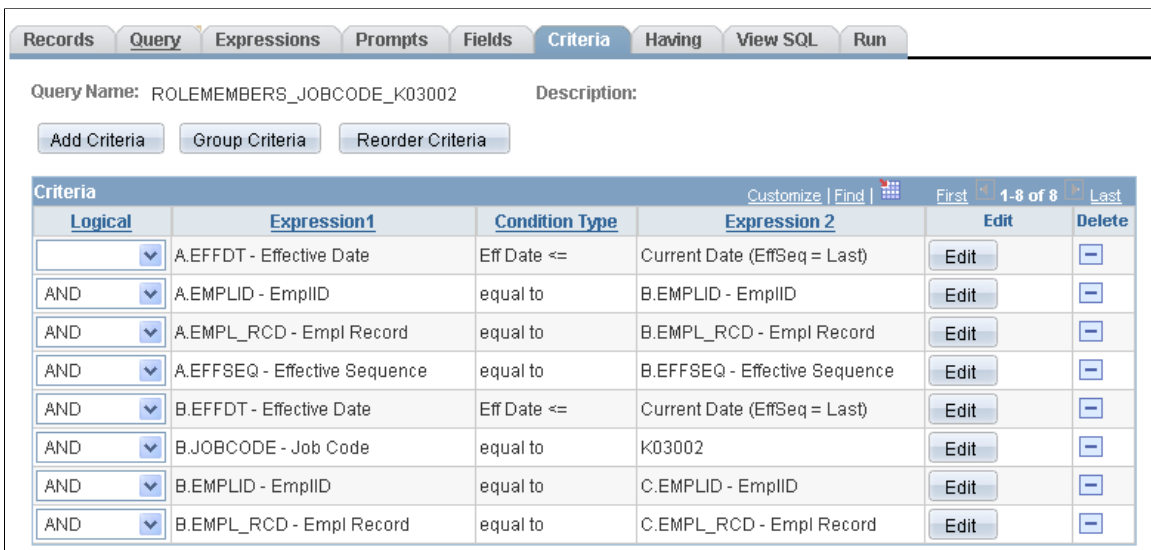 Records Query Expressions Prompts Fields Criteria Having View SQL Run
Query Name: ROLEMEMBERS_JOBCODE_K03002 Description:
Add Criteria Group Criteria Reorder Criteria
Criteria Customize | Find | First 1-8 of 8 Last
Logical Expression1 Condition Type Expression 2 Edit Delete
A.EFFDT - Effective Date Eff Date <= Current Date (EffSeq = Last) Edit
AND A.EMPLID - EmplID equal to B.EMPLID - EmplID Edit
AND A.EMPL_RCD - Empl Record equal to B.EMPL_RCD - Empl Record Edit
AND A.EFFSEQ - Effective Sequence equal to B.EFFSEQ - Effective Sequence Edit
AND B.EFFDT - Effective Date Eff Date <= Current Date (EffSeq = Last) Edit
AND B.JOBCODE - Job Code equal to K03002 Edit
AND B.EMPLID - EmplID equal to C.EMPLID - EmplID Edit
AND B.EMPL_RCD - Empl Record equal to C.EMPL_RCD - Empl Record Edit